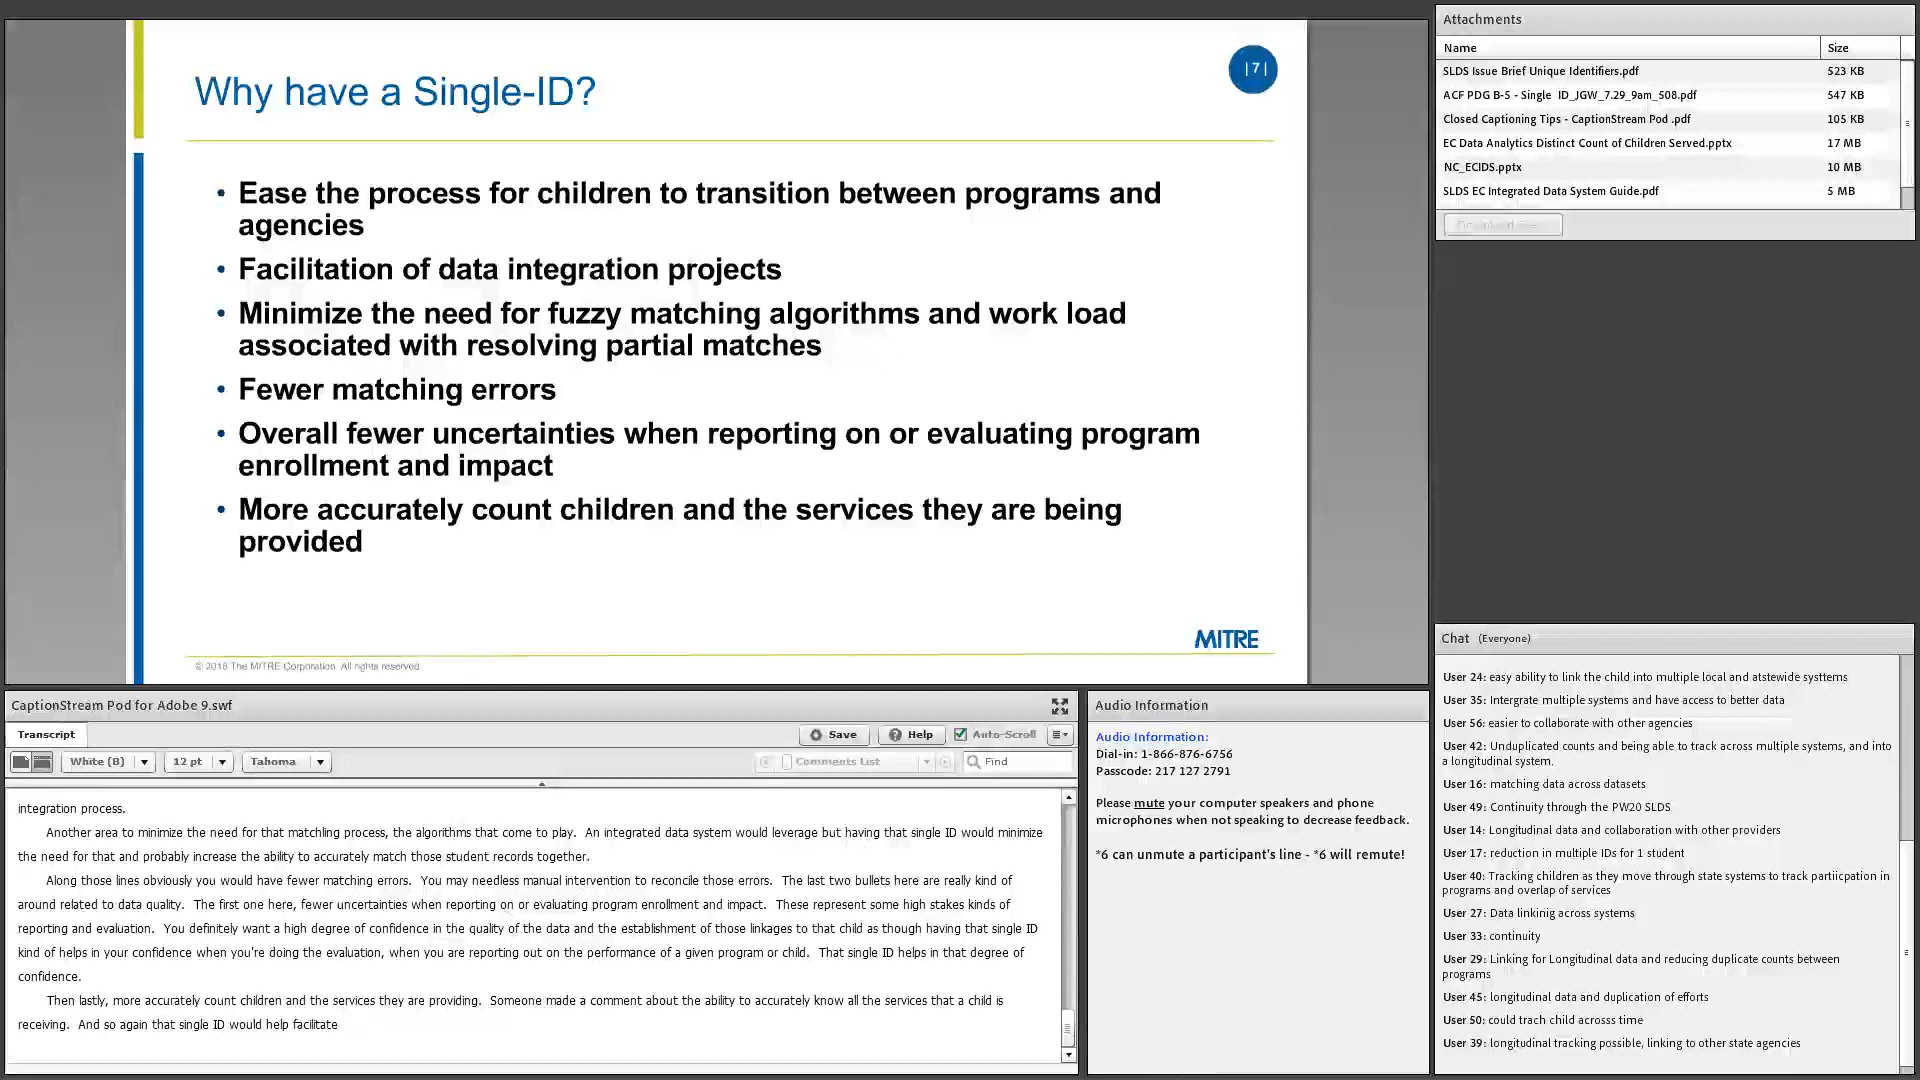 Why have a Single-ID?
| 7 |
• Ease the process for children to transition between programs and
agencies
• Facilitation of data integration projects
• Minimize the need for fuzzy matching algorithms and work load
associated with resolving partial matches
• Fewer matching errors
• Overall fewer uncertainties when reporting on or evaluating program
enrollment and impact
• More accurately count children and the services they are being
provided
MITRE
© 2018 The MITRE Corporation All rights reserved
Attachments
Name Size
SLDS Issue Brief Unique Identifiers.pdf 523 KB
ACF PDG B-5 - Single ID_JGW_7.29_9am_508.pdf 547 KB
Closed Captioning Tips - CaptionStream Pod .pdf 105 KB
EC Data Analytics Distinct Count of Children Served.pptx 17 MB
NC_ECIDS.pptx 10 MB
SLDS EC Integrated Data System Guide.pdf 5 MB
CaptionStream Pod for Adobe 9.swf
Transcript Save Help Auto-Scroll
White (8) 12 pt Tahoma Comments List Find
integration process.
Another area to minimize the need for that matchling process, the algorithms that come to play. An integrated data system would leverage but having that single ID would minimize
the need for that and probably increase the ability to accurately match those student records together.
Along those lines obviously you would have fewer matching errors. You may needless manual intervention to reconcile those errors. The last two bullets here are really kind of
around related to data quality. The first one here, fewer uncertainties when reporting on or evaluating program enrollment and impact. These represent some high stakes kinds of
reporting and evaluation. You definitely want a high degree of confidence in the quality of the data and the establishment of those linkages to that child as though having that single ID
kind of helps in your confidence when you're doing the evaluation, when you are reporting out on the performance of a given program or child. That single ID helps in that degree of
confidence.
Then lastly, more accurately count children and the services they are providing. Someone made a comment about the ability to accurately know all the services that a child is
receiving. And so again that single ID would help facilitate
Audio Information
Audio Information:
Dial-in: 1-866-876-6756
Passcode: 217 127 2791
Please mute your computer speakers and phone
microphones when not speaking to decrease feedback.
*6 can unmute a participant's line - *6 will remute!
Chat (Everyone)
User 24: easy ability to link the child into multiple local and atstewide systtems
User 35: Intergrate multiple systems and have access to better data
User 56: easier to collaborate with other agencies
User 42: Unduplicated counts and being able to track across multiple systems, and into
a longitudinal system.
User 16: matching data across datasets
User 49: Continuity through the PW20 SLDS
User 14: Longitudinal data and collaboration with other providers
User 17: reduction in multiple IDs for 1 student
User 40: Tracking children as they move through state systems to track partiicpation in
programs and overlap of services
User 27: Data linkinig across systems
User 33: continuity
User 29: Linking for Longitudinal data and reducing duplicate counts between
programs
User 45: longitudinal data and duplication of efforts
User 50: could trach child acrosss time
User 39: longitudinal tracking possible, linking to other state agencies